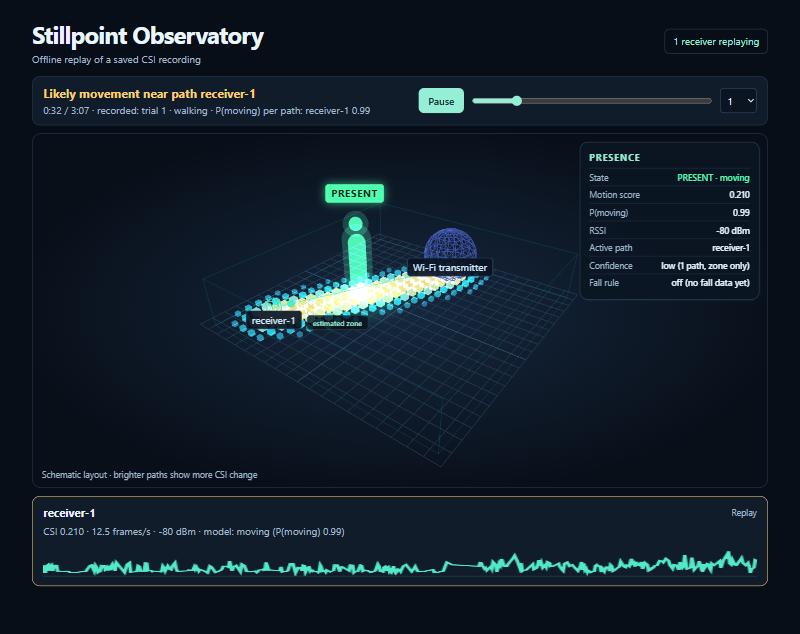 Stillpoint Observatory
Offline replay of a saved CSI recording
1 receiver replaying
Likely movement near path receiver-1
0:32 / 3:07 · recorded: trial 1 · walking · P(moving) per path: receiver-1 0.99
Pause
1
PRESENCE
State PRESENT · moving
Motion score 0.210
P(moving) 0.99
RSSI -80 dBm
Active path receiver-1
Confidence low (1 path, zone only)
Fall rule off (no fall data yet)
PRESENT
Wi-Fi transmitter
receiver-1
estimated zone
Schematic layout · brighter paths show more CSI change
receiver-1
Replay
CSI 0.210 · 12.5 frames/s · -80 dBm · model: moving (P(moving) 0.99)